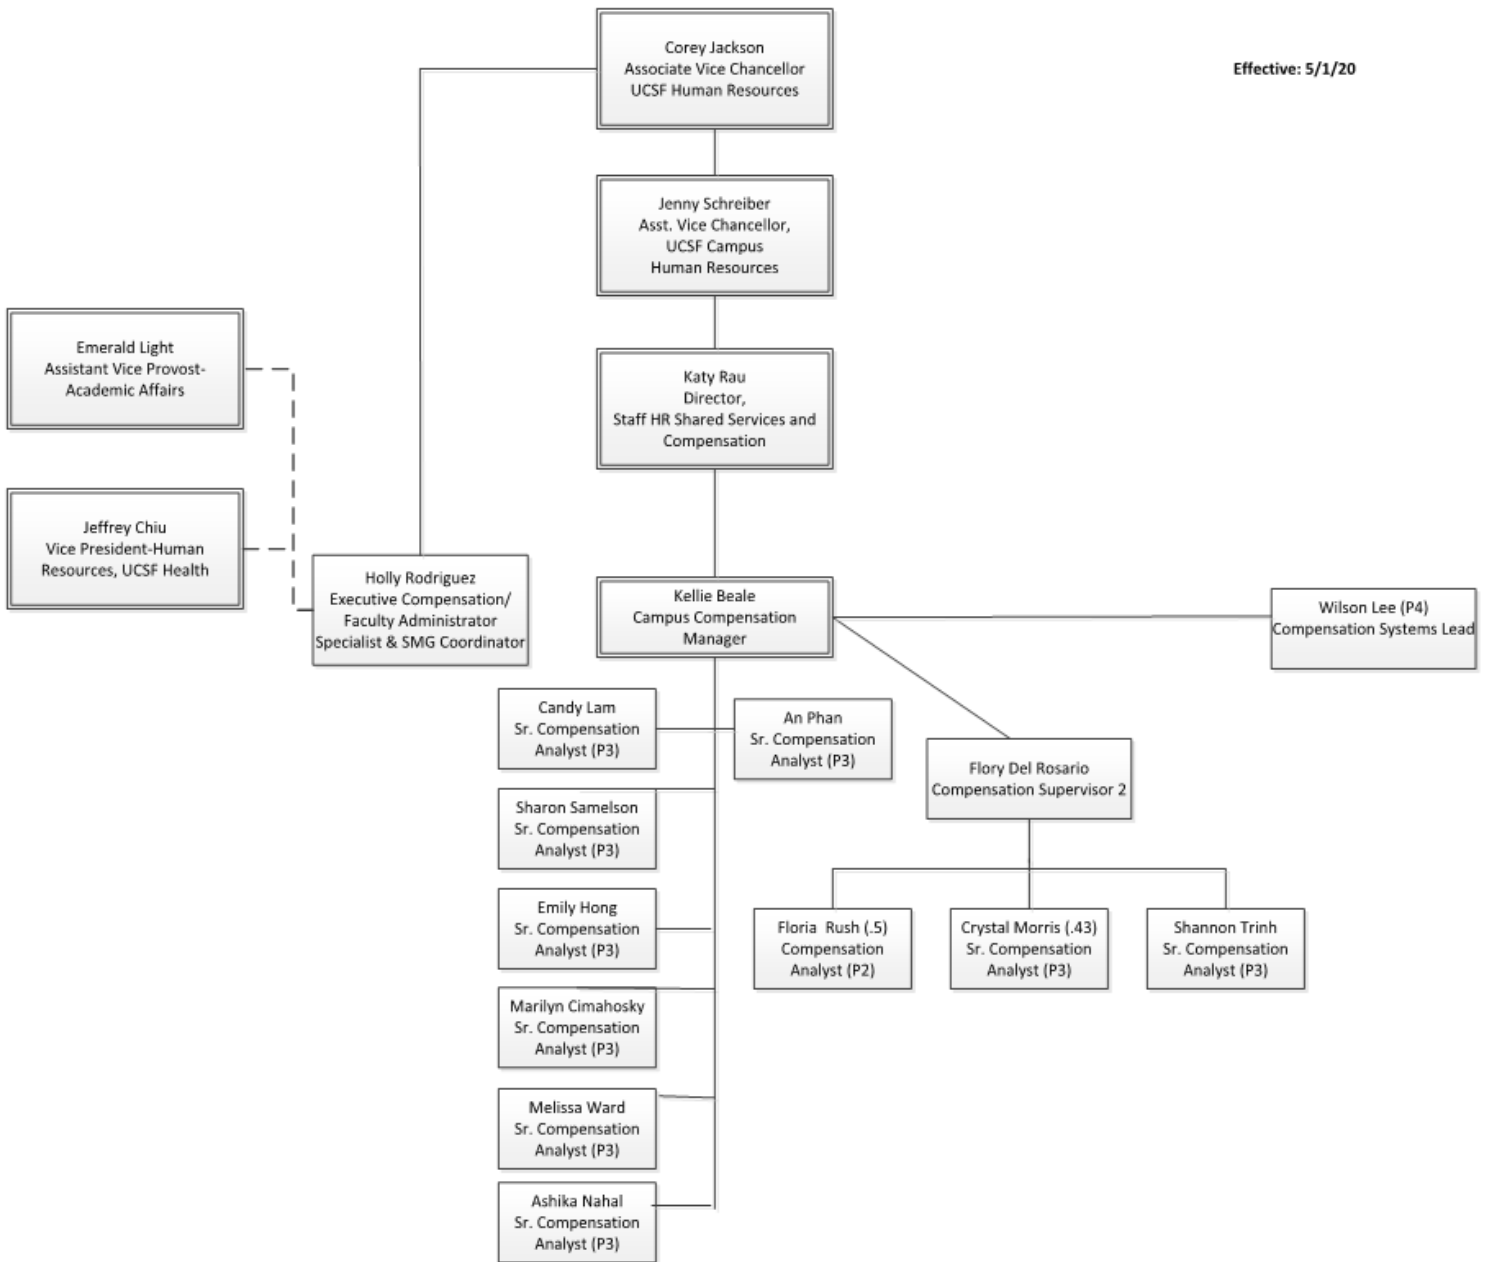 Corey Jackson
Associate Vice Chancellor
UCSF Human Resources
Effective: 5/1/20
Jenny Schreiber
Asst. Vice Chancellor,
UCSF Campus
Human Resources
Emerald Light
Assistant Vice Provost-
Academic Affairs
Katy Rau
Director,
Staff HR Shared Services and
Compensation
Jeffrey Chiu
Vice President-Human
Resources, UCSF Health
Holly Rodriguez
Executive Compensation/
Faculty Administrator
Specialist & SMG Coordinator
Kellie Beale
Campus Compensation
Manager
Wilson Lee (P4)
Compensation Systems Lead
Candy Lam
Sr. Compensation
Analyst (P3)
An Phan
Sr. Compensation
Analyst (P3)
Flory Del Rosario
Compensation Supervisor 2
Sharon Samelson
Sr. Compensation
Analyst (P3)
Emily Hong
Sr. Compensation
Analyst (P3)
Floria  Rush (.5)
Compensation
Analyst (P2)
Crystal Morris (.43)
Sr. Compensation
Analyst (P3)
Shannon Trinh
Sr. Compensation
Analyst (P3)
Marilyn Cimahosky
Sr. Compensation
Analyst (P3)
Melissa Ward
Sr. Compensation
Analyst (P3)
Ashika Nahal
Sr. Compensation
Analyst (P3)